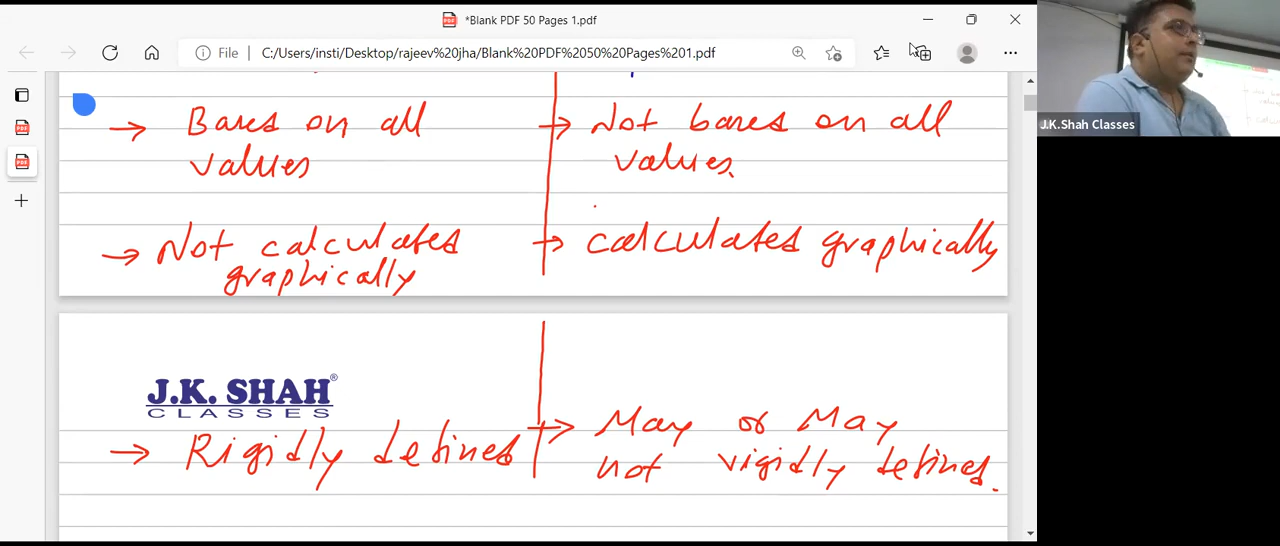 *Blank PDF 50 Pages 1.pdf
File C:/Users/insti/Desktop/rajeev%20jha/Blank%20PDF%2050%20Pages%201.pdf
J.K.Shah Classes
→ Bases on all
values
→ Not bases on all
values.
→ Not calculated
graphically
→ calculated graphically
J.K. SHAH®
CLASSES
→ Rigidly defined
→ May or May
not rigidly defined.